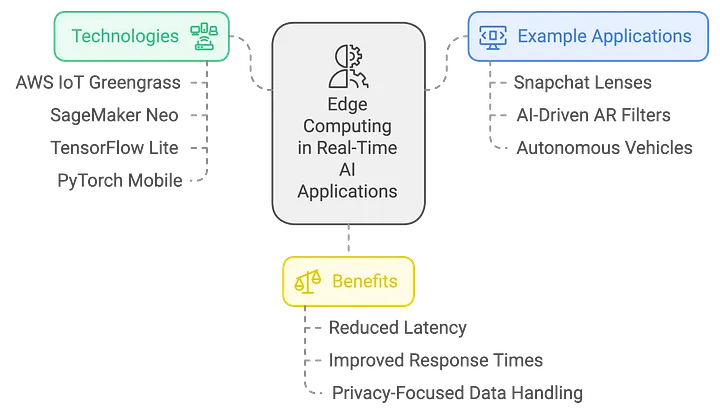 Technologies
AWS IoT Greengrass
SageMaker Neo
TensorFlow Lite
PyTorch Mobile
Edge
Computing
in Real-Time
AI
Applications
Example Applications
Snapchat Lenses
AI-Driven AR Filters
Autonomous Vehicles
Benefits
Reduced Latency
Improved Response Times
Privacy-Focused Data Handling